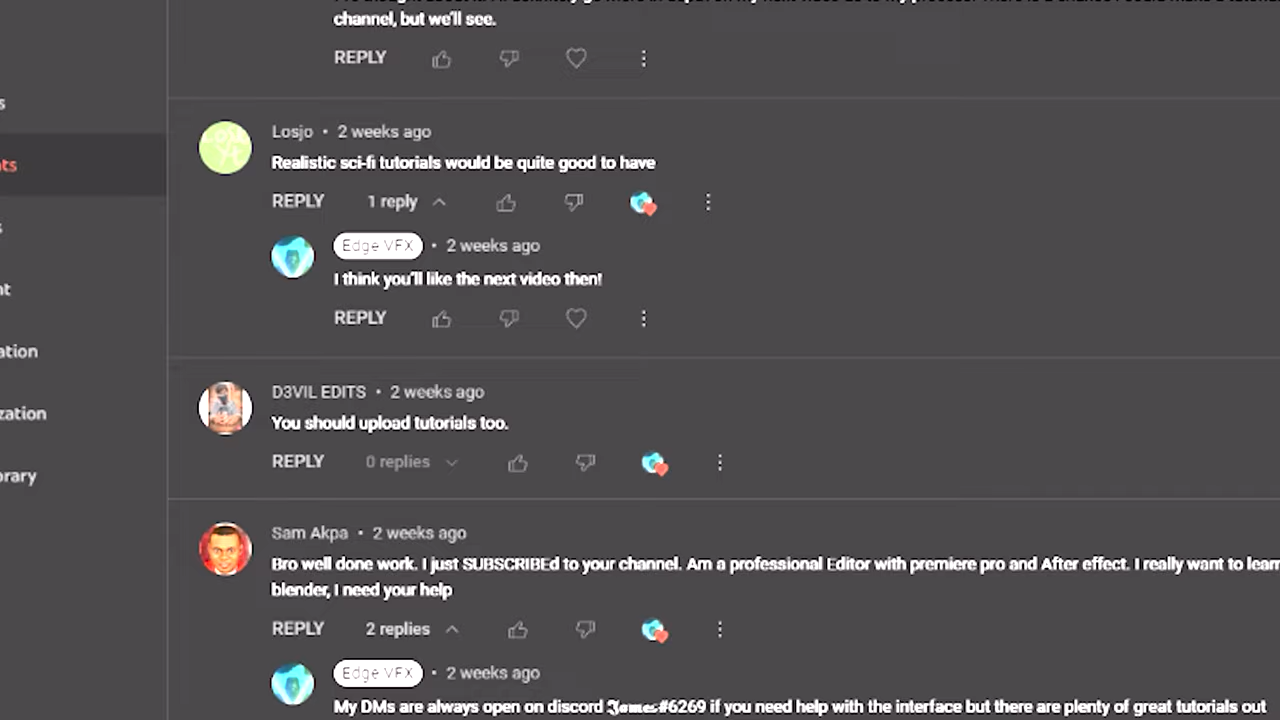 channel, but we'll see.
REPLY
Losjo • 2 weeks ago
Realistic sci-fi tutorials would be quite good to have
REPLY 1 reply
Edge VFX • 2 weeks ago
I think you'll like the next video then!
REPLY
D3VIL EDITS • 2 weeks ago
You should upload tutorials too.
REPLY 0 replies
Sam Akpa • 2 weeks ago
Bro well done work. I just SUBSCRIBEd to your channel. Am a professional Editor with premiere pro and After effect. I really want to learn
blender, I need your help
REPLY 2 replies
Edge VFX • 2 weeks ago
My DMs are always open on discord #6269 if you need help with the interface but there are plenty of great tutorials out
s
ts
s
nt
ation
zation
orary